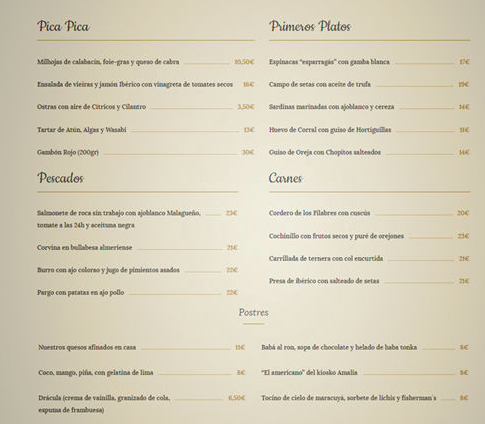 Pica Pica
Milhojas de calabacín, foie-gras y queso de cabra 10,50€
Ensalada de vieiras y jamón Ibérico con vinagreta de tomates secos 16€
Ostras con aire de Cítricos y Cilantro 3,50€
Tartar de Atún, Algas y Wasabi 13€
Gambón Rojo (200gr) 30€
Primeros Platos
Espinacas “esparragás” con gamba blanca 17€
Campo de setas con aceite de trufa 19€
Sardinas marinadas con ajoblanco y cereza 14€
Huevo de Corral con guiso de Hortiguillas 11€
Guiso de Oreja con Chopitos salteados 14€
Pescados
Salmonete de roca sin trabajo con ajoblanco Malagueño, 23€
tomate a las 24h y aceituna negra
Corvina en bullabesa almeriense 21€
Burro con ajo colorao y jugo de pimientos asados 22€
Pargo con patatas en ajo pollo 22€
Carnes
Cordero de los Filabres con cuscús 20€
Cochinillo con frutos secos y puré de orejones 23€
Carrillada de ternera con col encurtida 21€
Presa de ibérico con salteado de setas 21€
Postres
Nuestros quesos afinados en casa 11€
Coco, mango, piña, con gelatina de lima 8€
Drácula (crema de vainilla, granizado de cola, 6,50€
espuma de frambuesa)
Babá al ron, sopa de chocolate y helado de haba tonka 8€
“El americano” del kiosko Amalia 8€
Tocino de cielo de maracuyá, sorbete de lichis y fisherman´s 8€